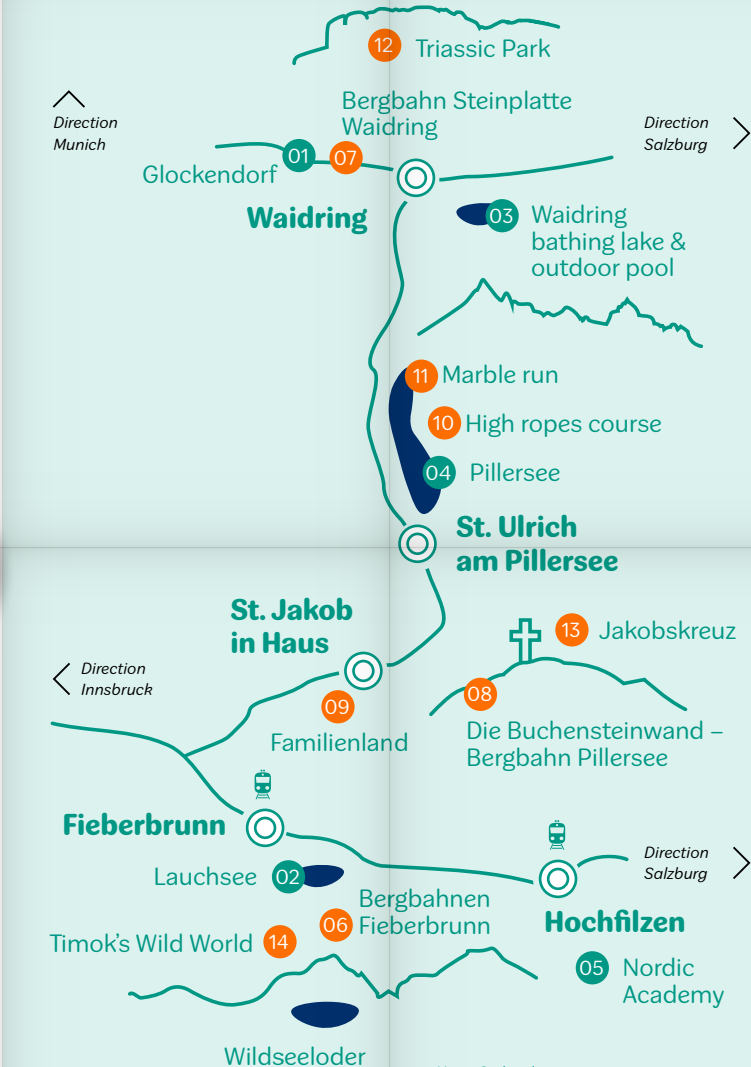 12 Triassic Park
Bergbahn Steinplatte
Waidring
Direction
Munich
Direction
Salzburg
01 07
Glockendorf
Waidring
03 Waidring
bathing lake &
outdoor pool
11 Marble run
10 High ropes course
04 Pillersee
St. Ulrich
am Pillersee
St. Jakob
in Haus
13 Jakobskreuz
Direction
Innsbruck
08
09
Familienland
Die Buchensteinwand –
Bergbahn Pillersee
Fieberbrunn
Direction
Salzburg
Lauchsee 02
Bergbahnen
06 Fieberbrunn
Hochfilzen
Timok's Wild World 14
05 Nordic
Academy
Wildseeloder